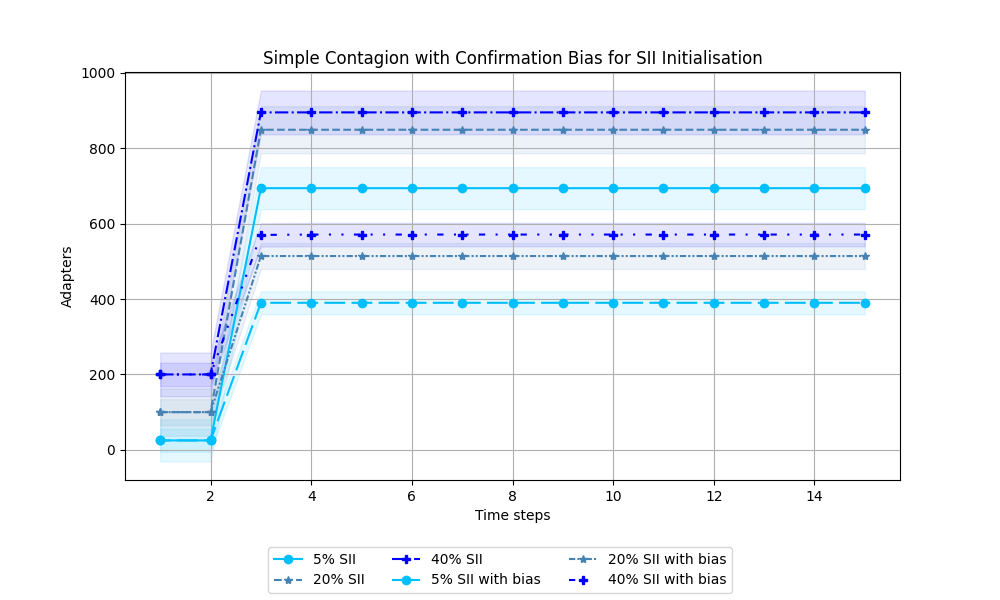 Simple Contagion with Confirmation Bias for SII Initialisation
1000
800
600
400
200
0
Adapters
2 4 6 8 10 12 14
Time steps
5% SII 40% SII 20% SII with bias
20% SII 5% SII with bias 40% SII with bias